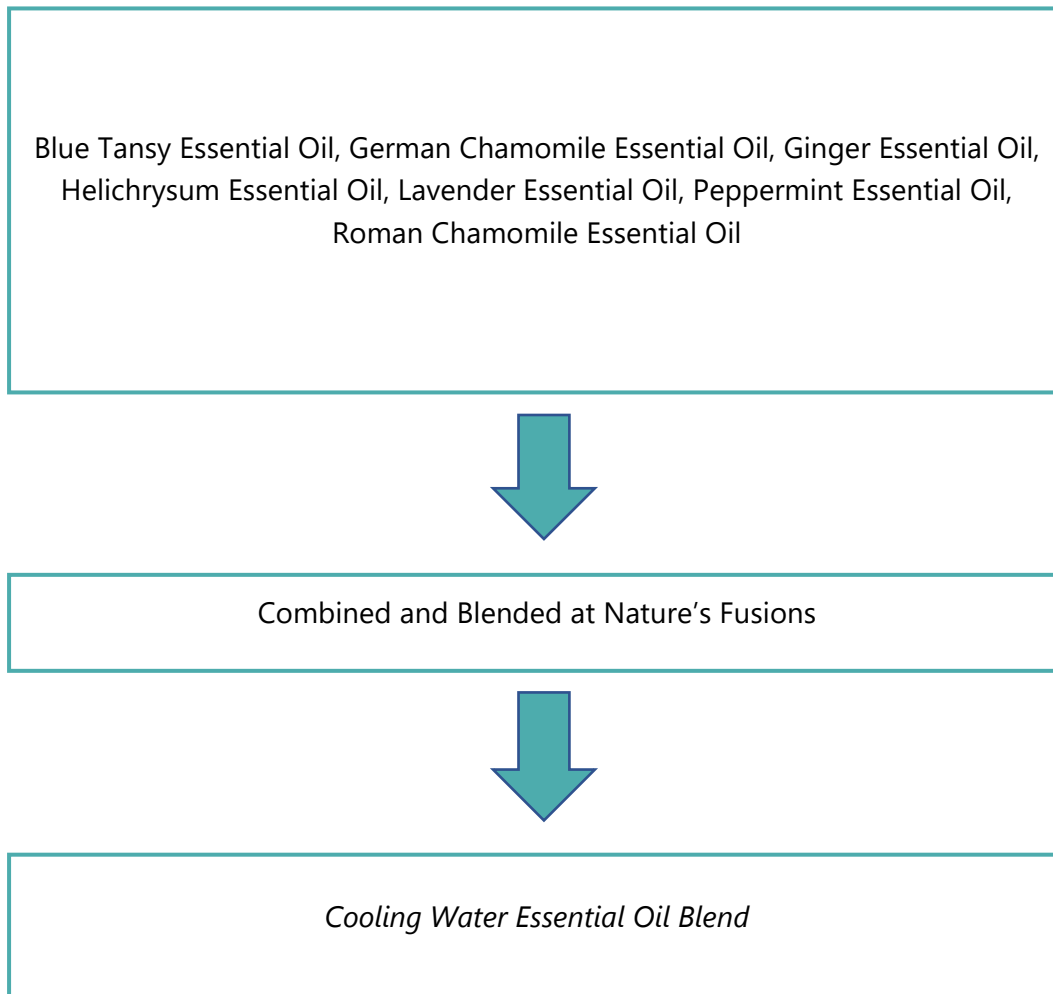 Blue Tansy Essential Oil, German Chamomile Essential Oil, Ginger Essential Oil,
Helichrysum Essential Oil, Lavender Essential Oil, Peppermint Essential Oil,
Roman Chamomile Essential Oil
Combined and Blended at Nature’s Fusions
Cooling Water Essential Oil Blend